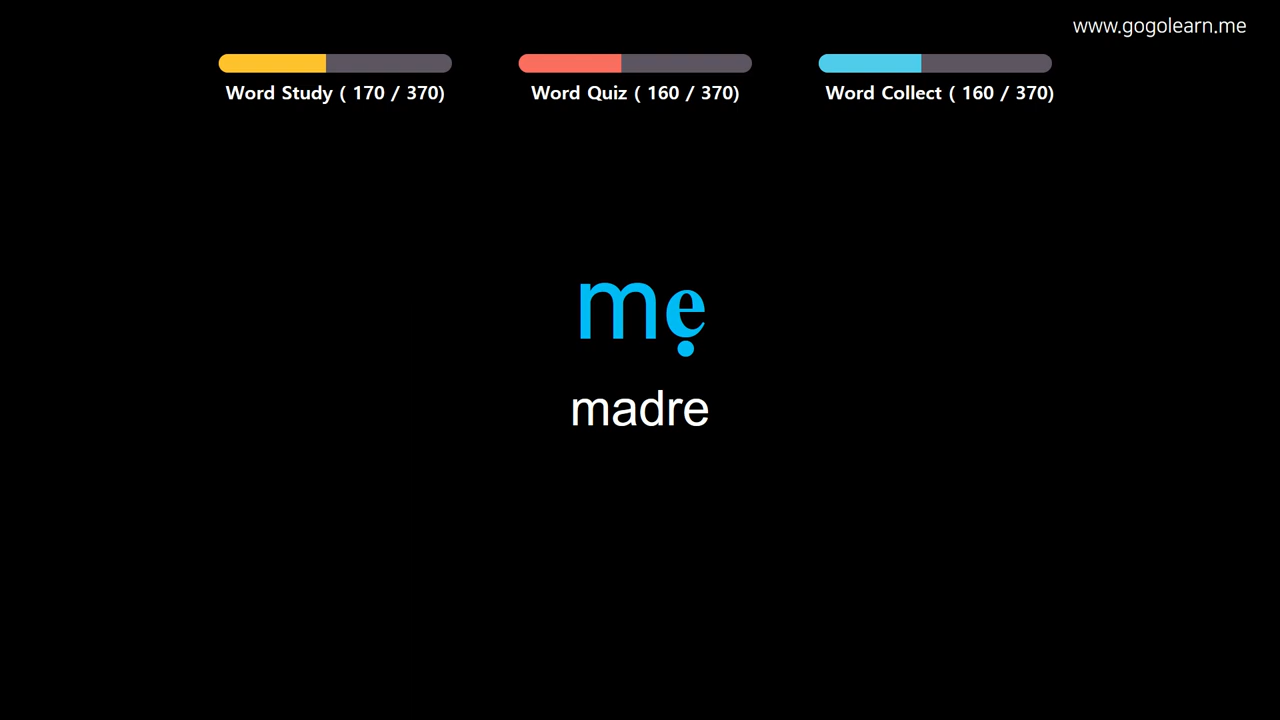 www.gogolearn.me
Word Study ( 170 / 370)
Word Quiz ( 160 / 370)
Word Collect ( 160 / 370)
mẹ
madre